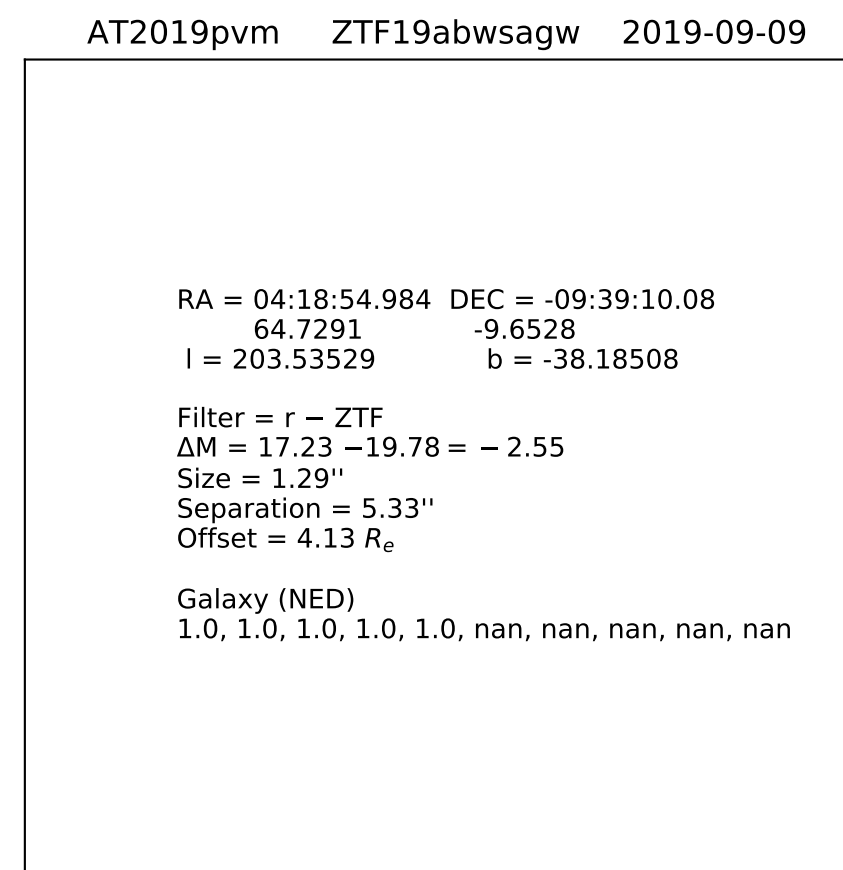 AT2019pvm ZTF19abwsagw 2019-09-09
RA = 04:18:54.984 DEC = -09:39:10.08
64.7291 -9.6528
l = 203.53529 b = -38.18508
Filter = r − ZTF
ΔM = 17.23 −19.78 = − 2.55
Size = 1.29''
Separation = 5.33''
Offset = 4.13 Re
Galaxy (NED)
1.0, 1.0, 1.0, 1.0, 1.0, nan, nan, nan, nan, nan